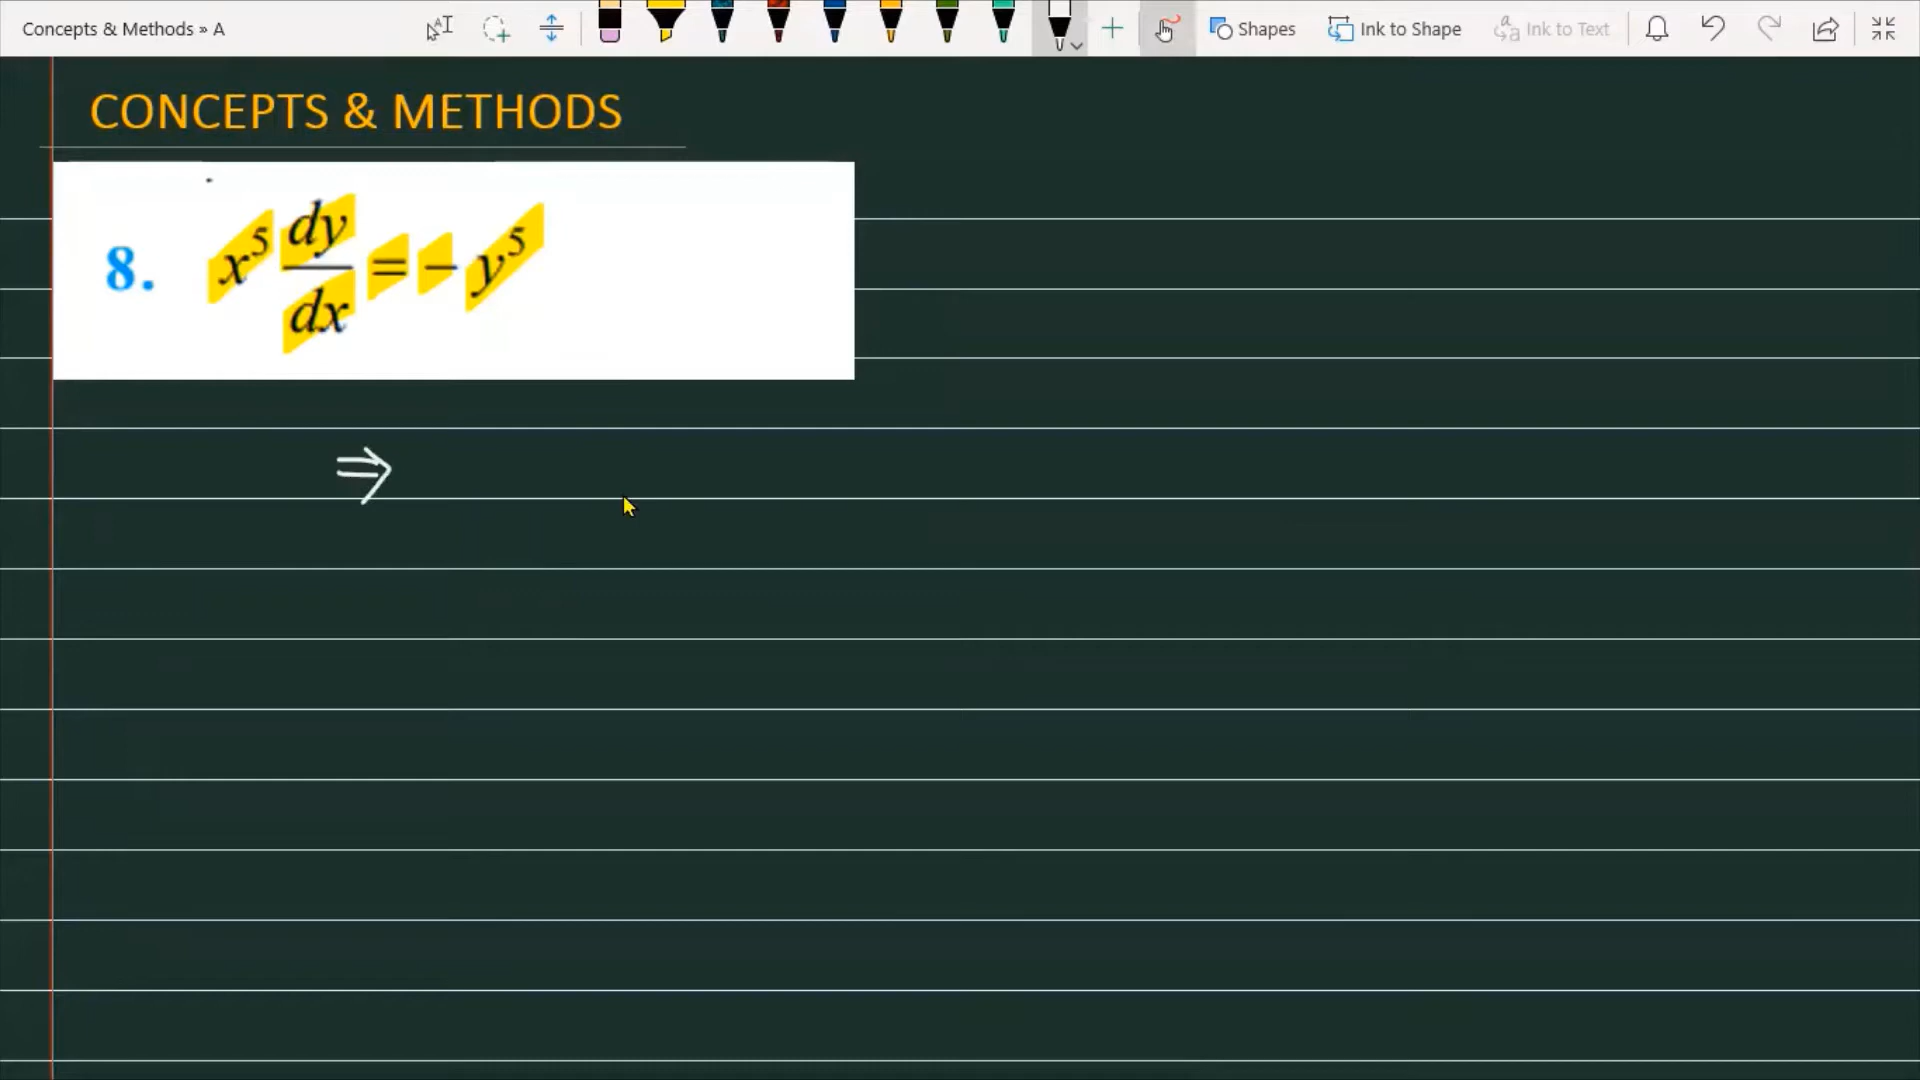 Concepts & Methods » A
Shapes
Ink to Shape
Ink to Text
CONCEPTS & METHODS
8. x⁵ dy/dx = - y⁵
⇒